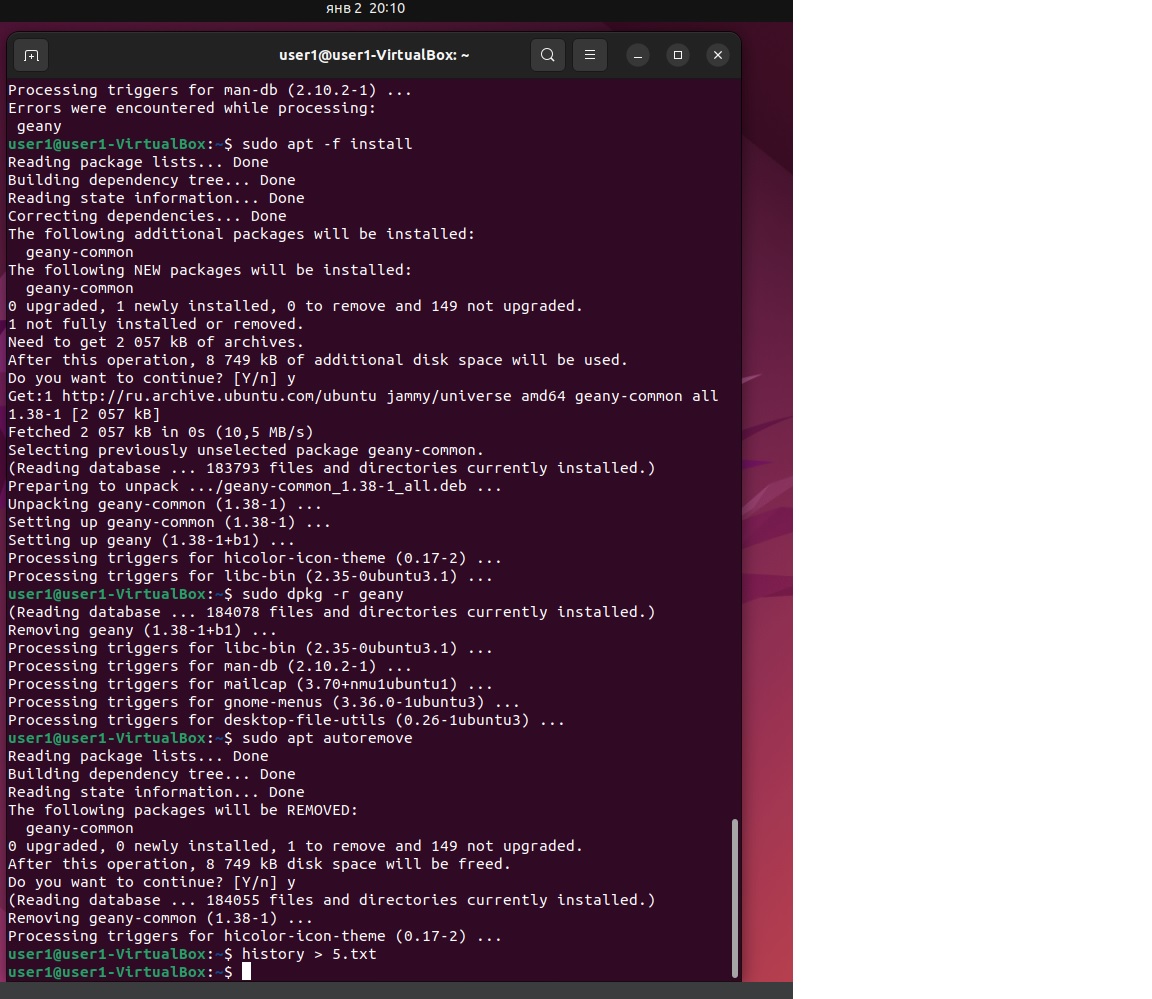 янв 2 20:10
user1@user1-VirtualBox: ~
Processing triggers for man-db (2.10.2-1) ...
Errors were encountered while processing:
 geany
user1@user1-VirtualBox:~$ sudo apt -f install
Reading package lists... Done
Building dependency tree... Done
Reading state information... Done
Correcting dependencies... Done
The following additional packages will be installed:
  geany-common
The following NEW packages will be installed:
  geany-common
0 upgraded, 1 newly installed, 0 to remove and 149 not upgraded.
1 not fully installed or removed.
Need to get 2 057 kB of archives.
After this operation, 8 749 kB of additional disk space will be used.
Do you want to continue? [Y/n] y
Get:1 http://ru.archive.ubuntu.com/ubuntu jammy/universe amd64 geany-common all
1.38-1 [2 057 kB]
Fetched 2 057 kB in 0s (10,5 MB/s)
Selecting previously unselected package geany-common.
(Reading database ... 183793 files and directories currently installed.)
Preparing to unpack .../geany-common_1.38-1_all.deb ...
Unpacking geany-common (1.38-1) ...
Setting up geany-common (1.38-1) ...
Setting up geany (1.38-1+b1) ...
Processing triggers for hicolor-icon-theme (0.17-2) ...
Processing triggers for libc-bin (2.35-0ubuntu3.1) ...
user1@user1-VirtualBox:~$ sudo dpkg -r geany
(Reading database ... 184078 files and directories currently installed.)
Removing geany (1.38-1+b1) ...
Processing triggers for libc-bin (2.35-0ubuntu3.1) ...
Processing triggers for man-db (2.10.2-1) ...
Processing triggers for mailcap (3.70+nmu1ubuntu1) ...
Processing triggers for gnome-menus (3.36.0-1ubuntu3) ...
Processing triggers for desktop-file-utils (0.26-1ubuntu3) ...
user1@user1-VirtualBox:~$ sudo apt autoremove
Reading package lists... Done
Building dependency tree... Done
Reading state information... Done
The following packages will be REMOVED:
  geany-common
0 upgraded, 0 newly installed, 1 to remove and 149 not upgraded.
After this operation, 8 749 kB disk space will be freed.
Do you want to continue? [Y/n] y
(Reading database ... 184055 files and directories currently installed.)
Removing geany-common (1.38-1) ...
Processing triggers for hicolor-icon-theme (0.17-2) ...
user1@user1-VirtualBox:~$ history > 5.txt
user1@user1-VirtualBox:~$